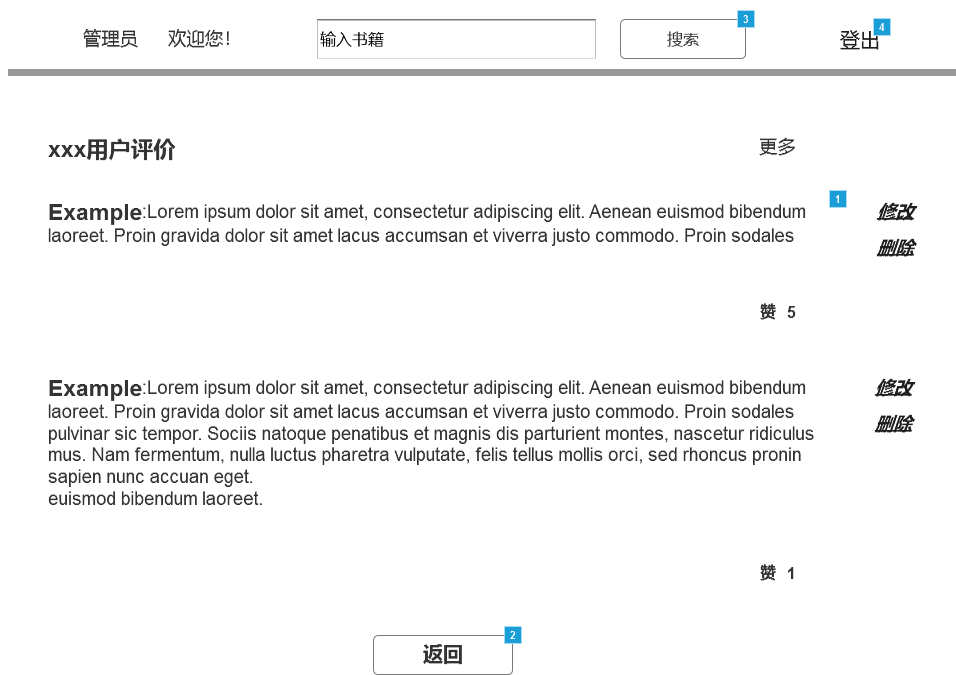 管理员 欢迎您! 输入书籍 搜索 3 登出 4
xxx用户评价 更多
Example:Lorem ipsum dolor sit amet, consectetur adipiscing elit. Aenean euismod bibendum 1 修改
laoreet. Proin gravida dolor sit amet lacus accumsan et viverra justo commodo. Proin sodales 删除
赞 5
Example:Lorem ipsum dolor sit amet, consectetur adipiscing elit. Aenean euismod bibendum 修改
laoreet. Proin gravida dolor sit amet lacus accumsan et viverra justo commodo. Proin sodales 删除
pulvinar sic tempor. Sociis natoque penatibus et magnis dis parturient montes, nascetur ridiculus
mus. Nam fermentum, nulla luctus pharetra vulputate, felis tellus mollis orci, sed rhoncus pronin
sapien nunc accuan eget.
euismod bibendum laoreet.
赞 1
返回 2